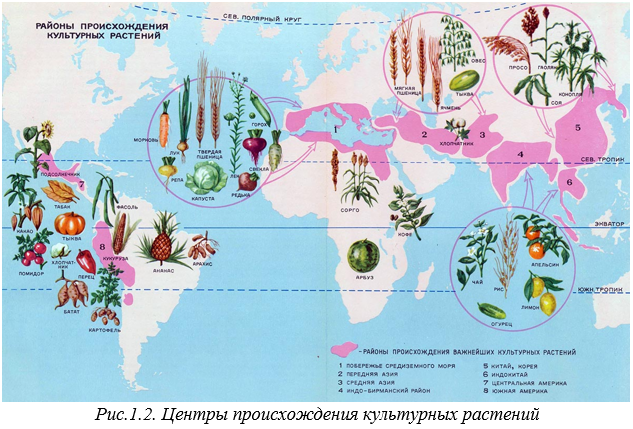 СЕВ. ПОЛЯРНЫЙ КРУГ
РАЙОНЫ ПРОИСХОЖДЕНИЯ
КУЛЬТУРНЫХ РАСТЕНИЙ
ОВЕС
МЯГКАЯ
ПШЕНИЦА
ТЫКВА
ЯЧМЕНЬ
ПРОСО
ГАОЛЯН
СОЯ
КОНОПЛЯ
МОРКОВЬ
ЛУК
ТВЕРДАЯ
ПШЕНИЦА
ГОРОХ
СВЕКЛА
ЛЕН
РЕПА
КАПУСТА
РЕДЬКА
1
2
3
4
5
6
7
8
ХЛОПЧАТНИК
СЕВ. ТРОПИК
ПОДСОЛНЕЧНИК
ТАБАК
КАКАО
ТЫКВА
ФАСОЛЬ
СОРГО
КОФЕ
ЭКВАТОР
ПОМИДОР
ХЛОПЧАТ-
НИК
ПЕРЕЦ
КУКУРУЗА
АНАНАС
АРАХИС
АРБУЗ
ЧАЙ
РИС
АПЕЛЬСИН
ЛИМОН
ОГУРЕЦ
ЮЖН. ТРОПИК
БАТАТ
КАРТОФЕЛЬ
-РАЙОНЫ ПРОИСХОЖДЕНИЯ ВАЖНЕЙШИХ КУЛЬТУРНЫХ РАСТЕНИЙ
1 ПОБЕРЕЖЬЕ СРЕДИЗЕМНОГО МОРЯ
2 ПЕРЕДНЯЯ АЗИЯ
3 СРЕДНЯЯ АЗИЯ
4 ИНДО-БИРМАНСКИЙ РАЙОН
5 КИТАЙ, КОРЕЯ
6 ИНДОКИТАЙ
7 ЦЕНТРАЛЬНАЯ АМЕРИКА
8 ЮЖНАЯ АМЕРИКА
Рис.1.2. Центры происхождения культурных растений